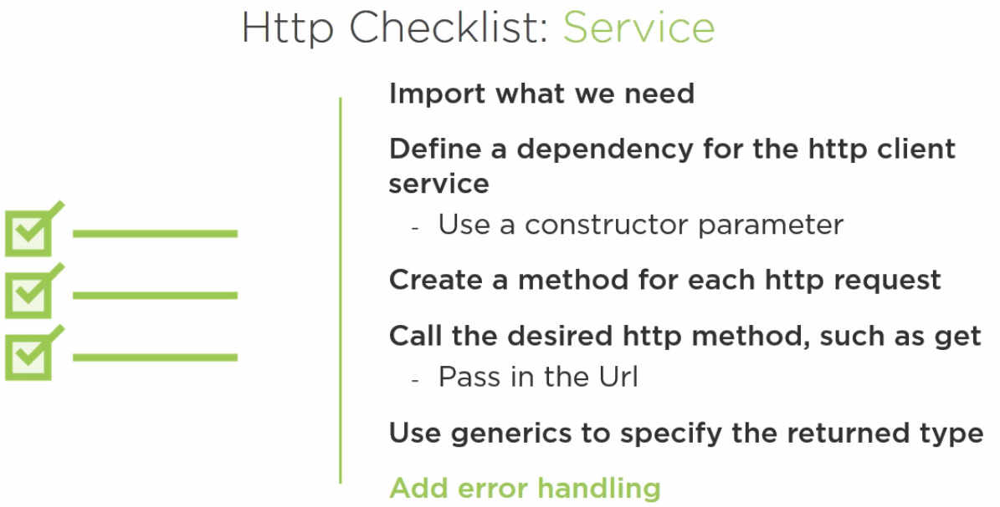 Http Checklist: Service
Import what we need
Define a dependency for the http client
service
- Use a constructor parameter
Create a method for each http request
Call the desired http method, such as get
- Pass in the Url
Use generics to specify the returned type
Add error handling